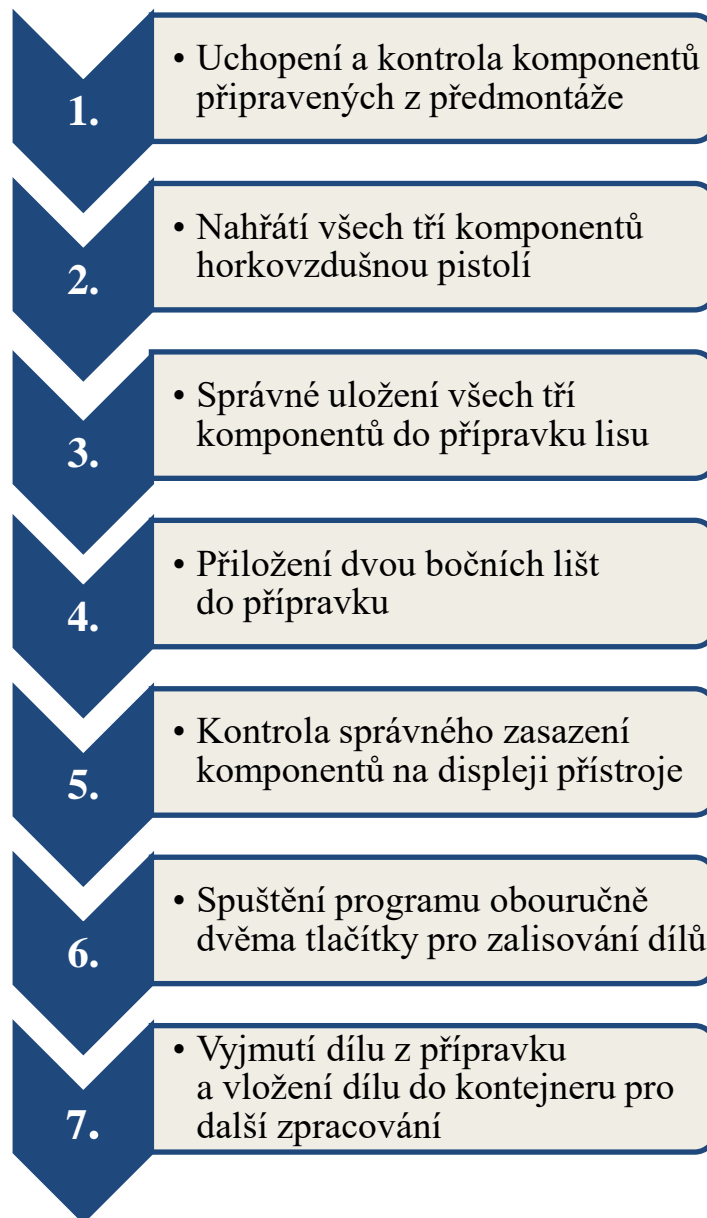 1.
• Uchopení a kontrola komponentů
připravených z předmontáže
2.
• Nahřátí všech tří komponentů
horkovzdušnou pistolí
3.
• Správné uložení všech tří
komponentů do přípravku lisu
4.
• Přiložení dvou bočních lišt
do přípravku
5.
• Kontrola správného zasazení
komponentů na displeji přístroje
6.
• Spuštění programu obouručně
dvěma tlačítky pro zalisování dílů
7.
• Vyjmutí dílu z přípravku
a vložení dílu do kontejneru pro
další zpracování